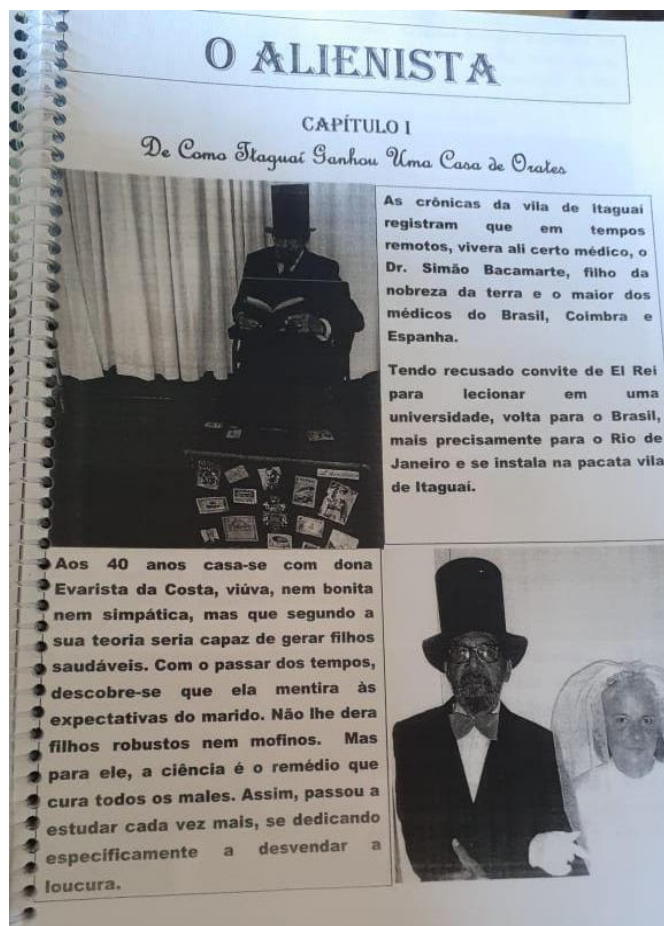 O ALIENISTA
CAPÍTULO I
De Como Itaguaí Ganhou Uma Casa de Orates
As crônicas da vila de Itaguaí
registram que em tempos
remotos, vivera ali certo médico, o
Dr. Simão Bacamarte, filho da
nobreza da terra e o maior dos
médicos do Brasil, Coimbra e
Espanha.
Tendo recusado convite de El Rei
para lecionar em uma
universidade, volta para o Brasil,
mais precisamente para o Rio de
Janeiro e se instala na pacata vila
de Itaguaí.
Aos 40 anos casa-se com dona
Evarista da Costa, viúva, nem bonita
nem simpática, mas que segundo a
sua teoria seria capaz de gerar filhos
saudáveis. Com o passar dos tempos,
descobre-se que ela mentira às
expectativas do marido. Não lhe dera
filhos robustos nem mofinos. Mas
para ele, a ciência é o remédio que
cura todos os males. Assim, passou a
estudar cada vez mais, se dedicando
especificamente a desvendar a
loucura.